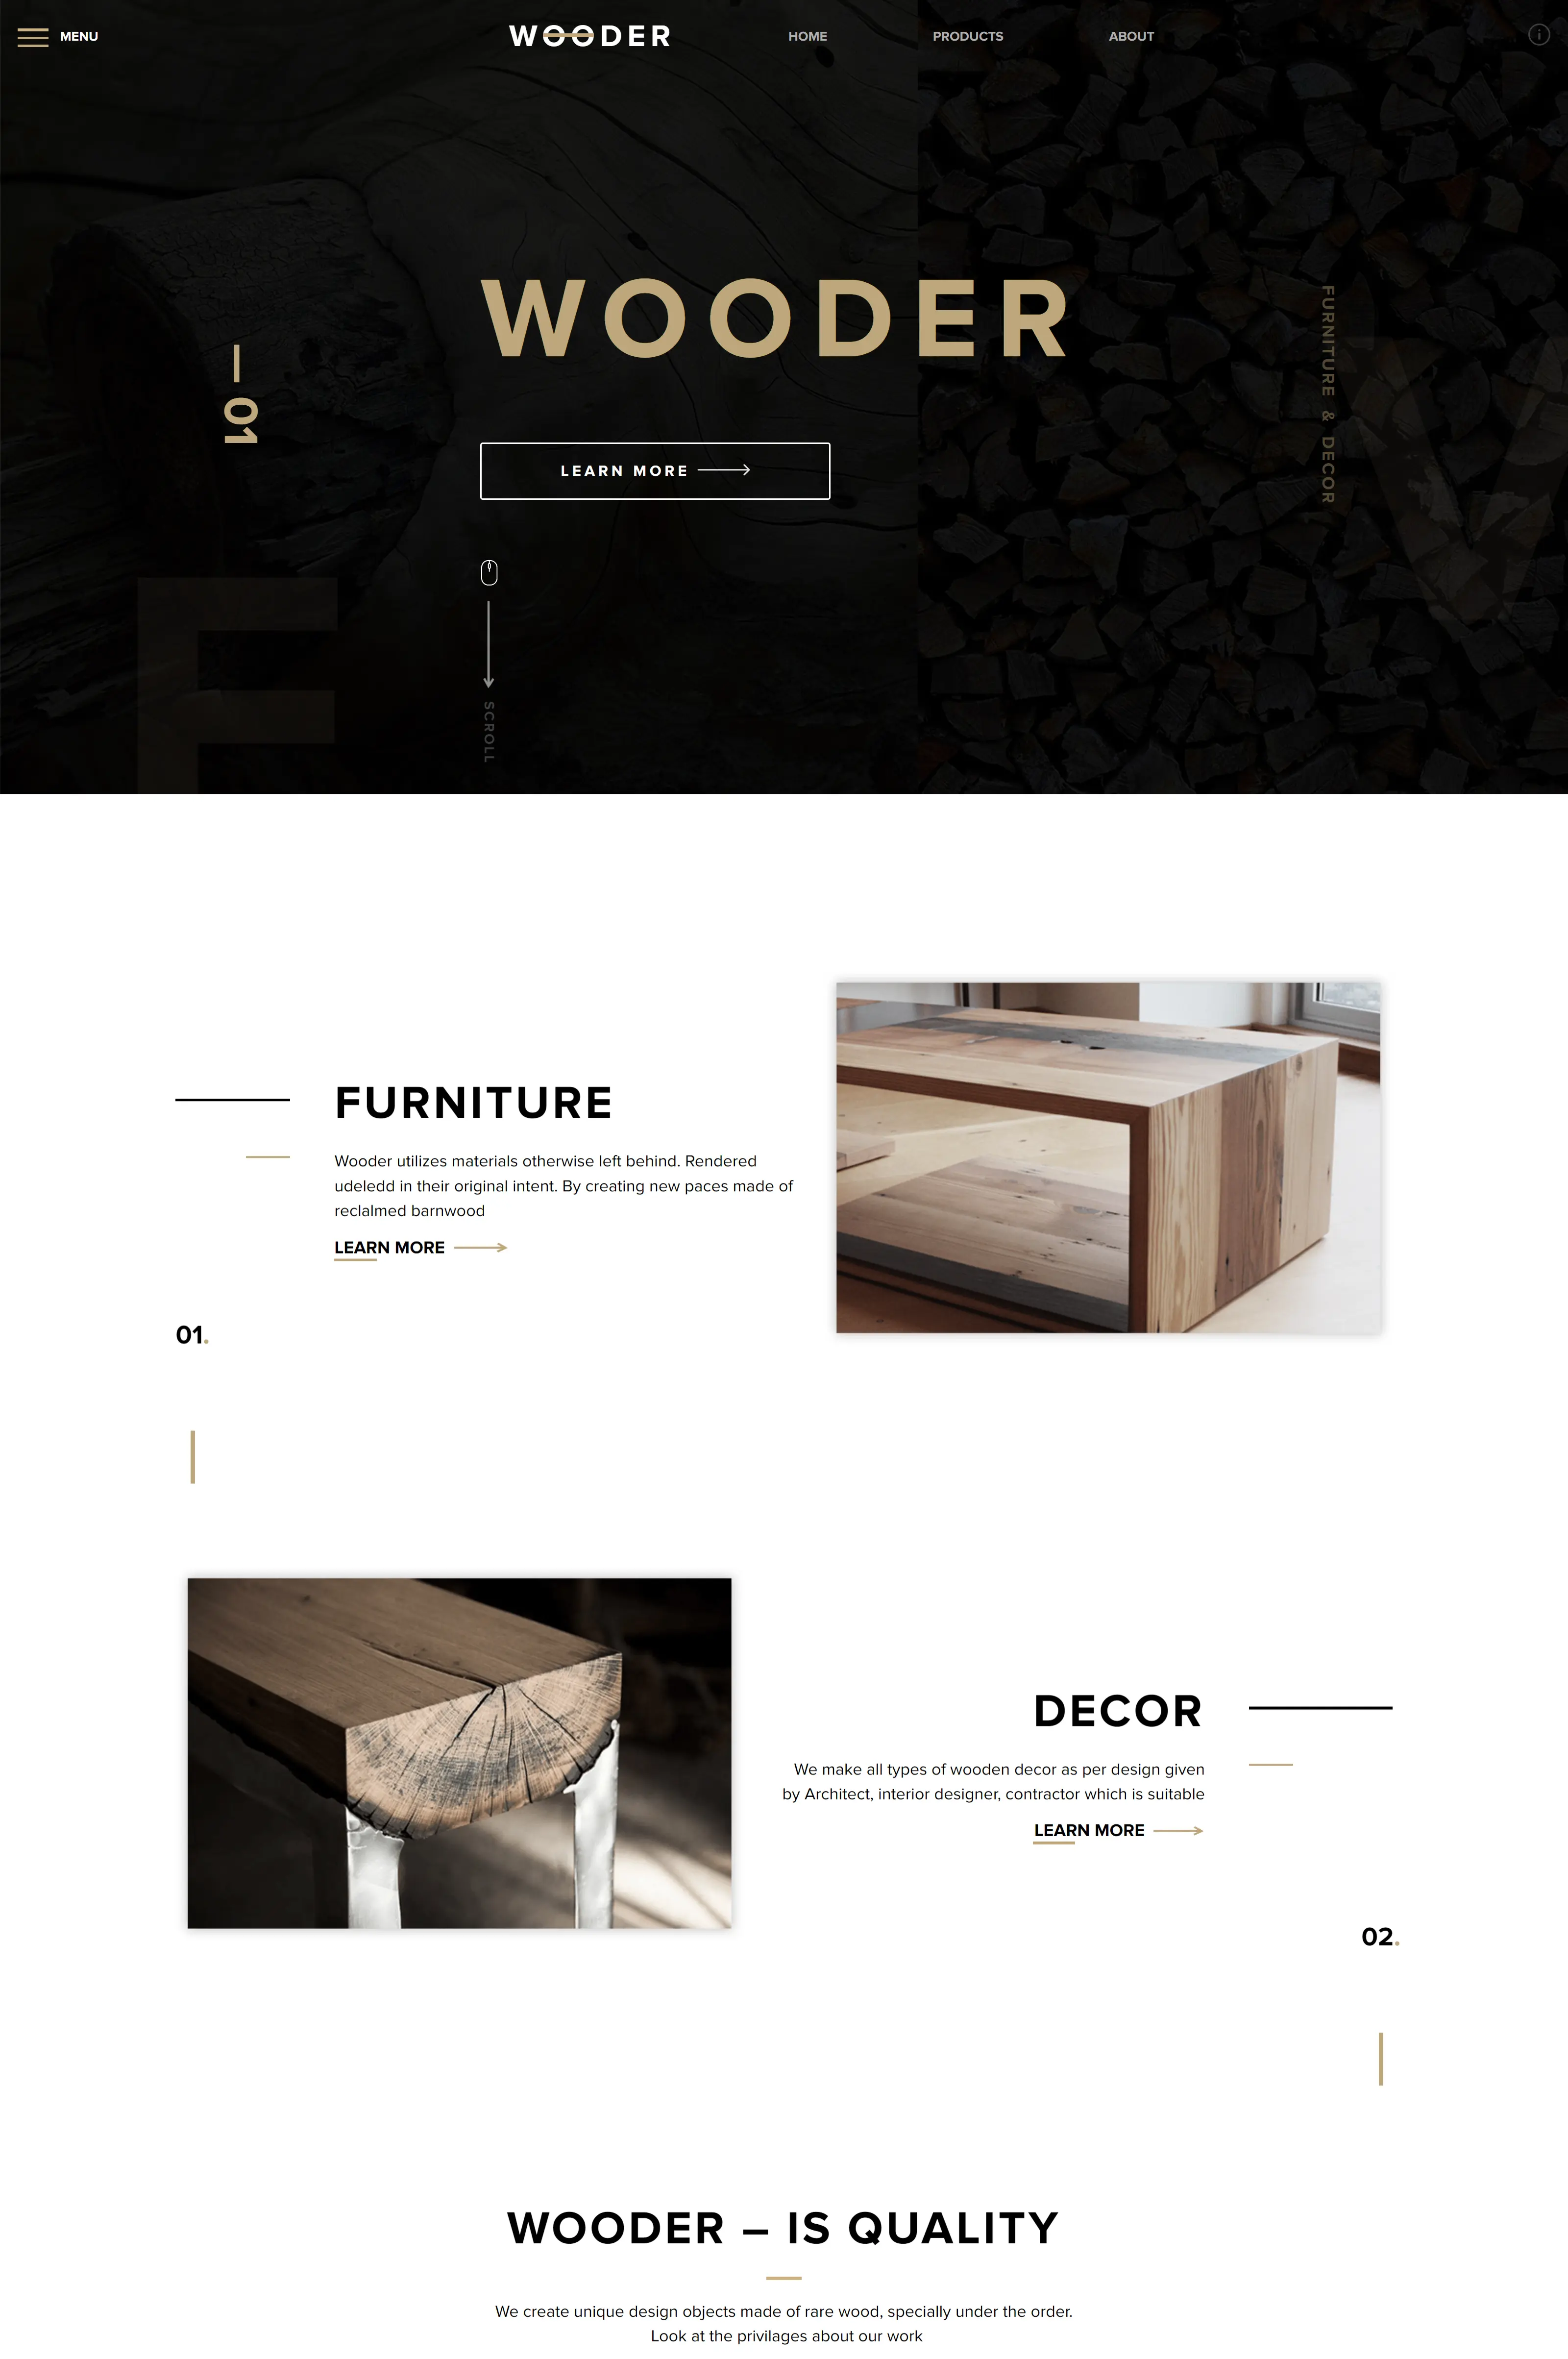 MENU
WOODER
HOME
PRODUCTS
ABOUT
WOODER
— 01
FURNITURE & DECOR
LEARN MORE
F
SCROLL
FURNITURE
Wooder utilizes materials otherwise left behind. Rendered
udeledd in their original intent. By creating new paces made of
reclalmed barnwood
LEARN MORE
01.
DECOR
We make all types of wooden decor as per design given
by Architect, interior designer, contractor which is suitable
LEARN MORE
02.
WOODER – IS QUALITY
We create unique design objects made of rare wood, specially under the order.
Look at the privilages about our work